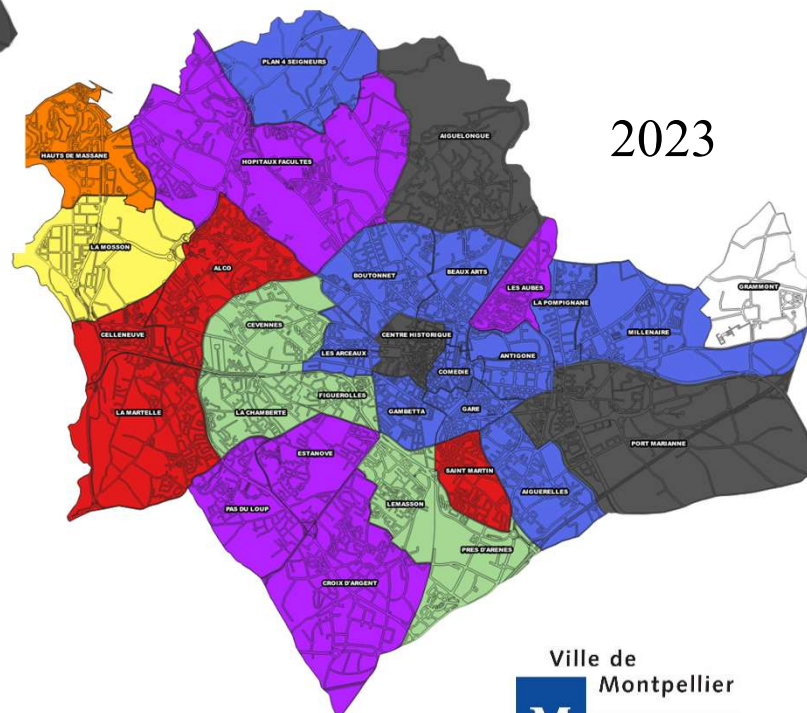 PLAN 4 SEIGNEURS
AIGUELONGUE
2023
HAUTS DE MASSANE
HOPITAUX FACULTES
LA MOSSON
ALCO
BOUTONNET
BEAUX ARTS
LES AUBES
GRAMMONT
LA POMPIGNANE
CEVENNES
CELLENEUVE
CENTRE HISTORIQUE
MILLENAIRE
LES ARCEAUX
ANTIGONE
COMEDIE
FIGUEROLLES
LA MARTELLE
LA CHAMBERTE
GAMBETTA
GARE
PORT MARIANNE
ESTANOVE
SAINT MARTIN
AIGUERELLES
LEMASSON
PAS DU LOUP
PRES D'ARENES
CROIX D'ARGENT
Ville de
Montpellier
M